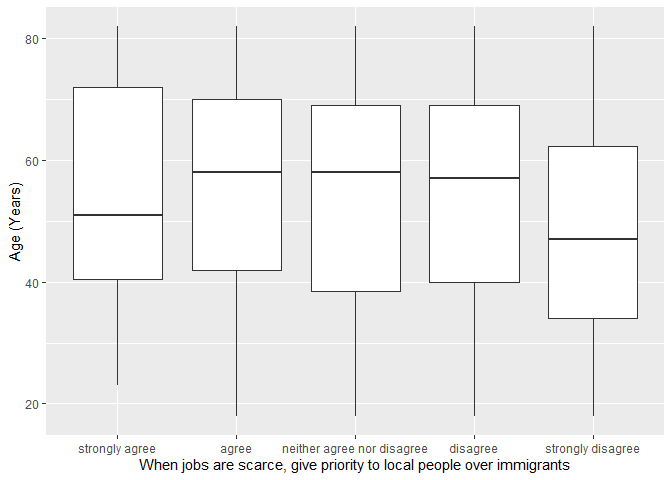 80
60
40
20
Age (Years)
strongly agree agree neither agree nor disagree disagree strongly disagree
When jobs are scarce, give priority to local people over immigrants